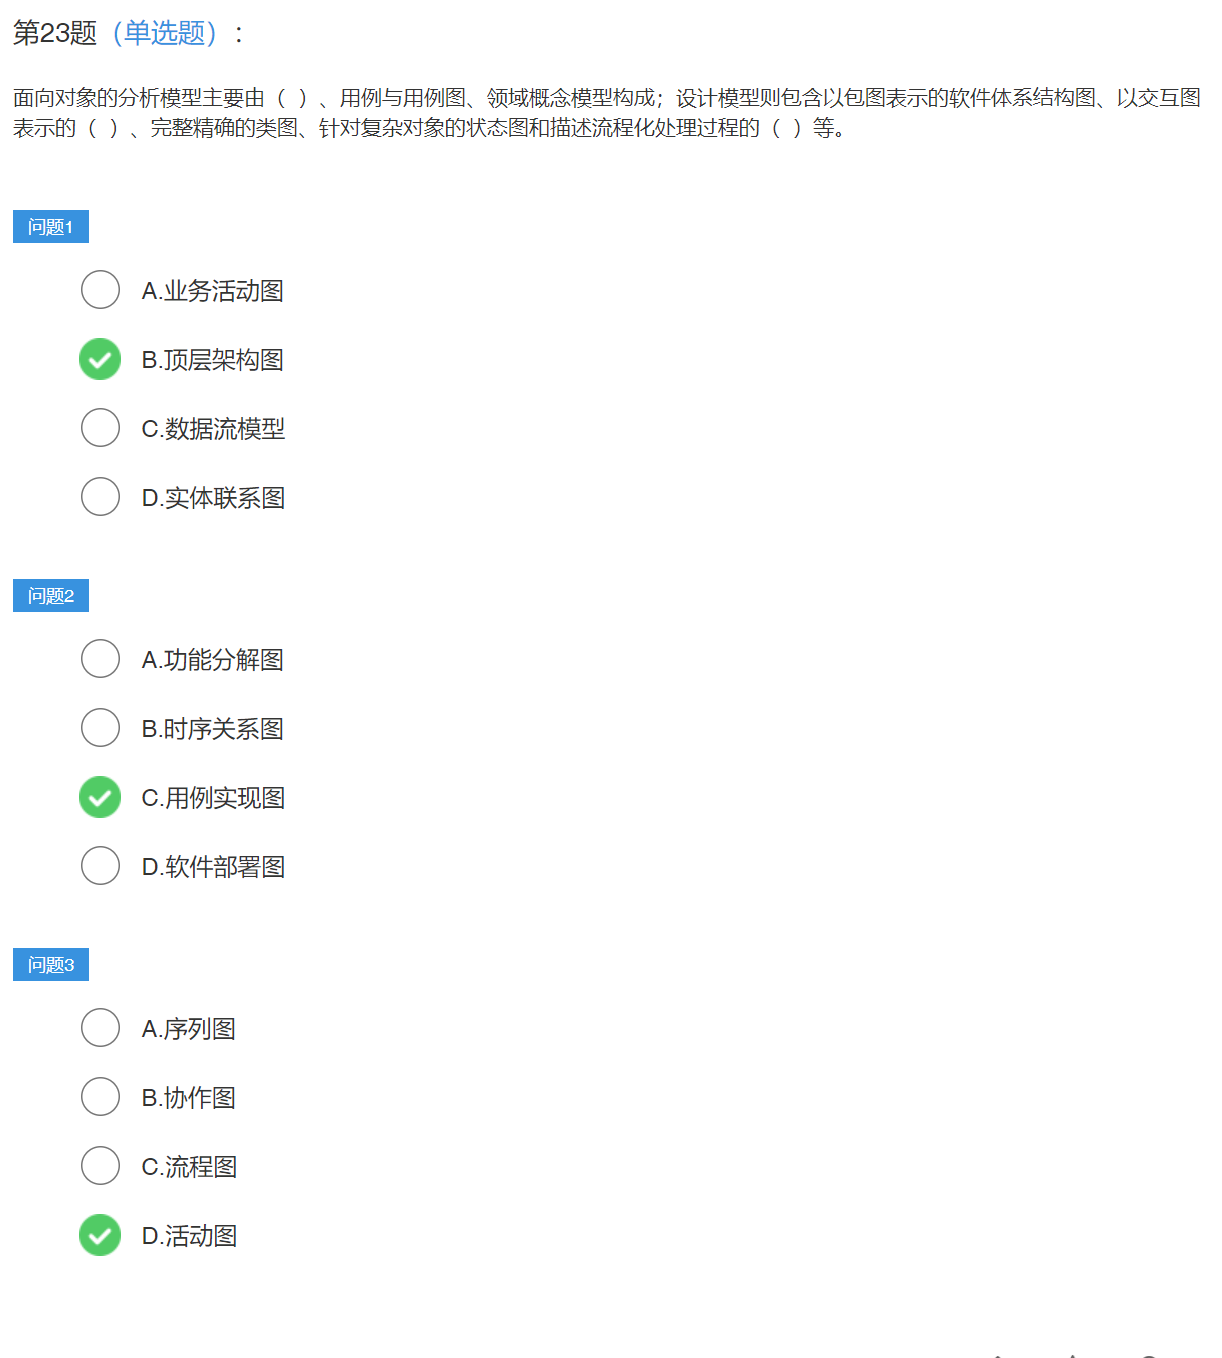 第23题（单选题）：
面向对象的分析模型主要由（ ）、用例与用例图、领域概念模型构成；设计模型则包含以包图表示的软件体系结构图、以交互图
表示的（ ）、完整精确的类图、针对复杂对象的状态图和描述流程化处理过程的（ ）等。
问题1
A.业务活动图
B.顶层架构图
C.数据流模型
D.实体联系图
问题2
A.功能分解图
B.时序关系图
C.用例实现图
D.软件部署图
问题3
A.序列图
B.协作图
C.流程图
D.活动图